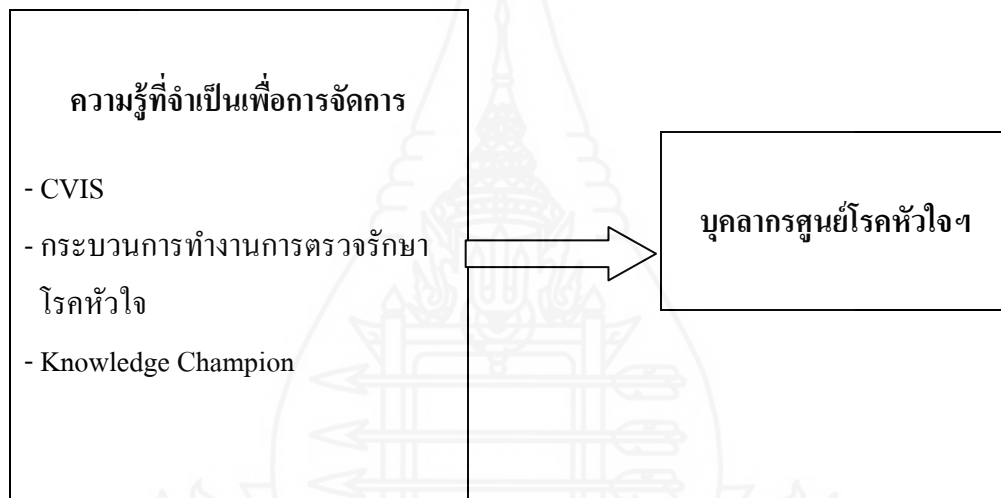 ความรู้ที่จำเป็นเพื่อการจัดการ
- CVIS
- กระบวนการทำงานการตรวจรักษา
โรคหัวใจ
- Knowledge Champion
บุคลากรศูนย์โรคหัวใจฯ